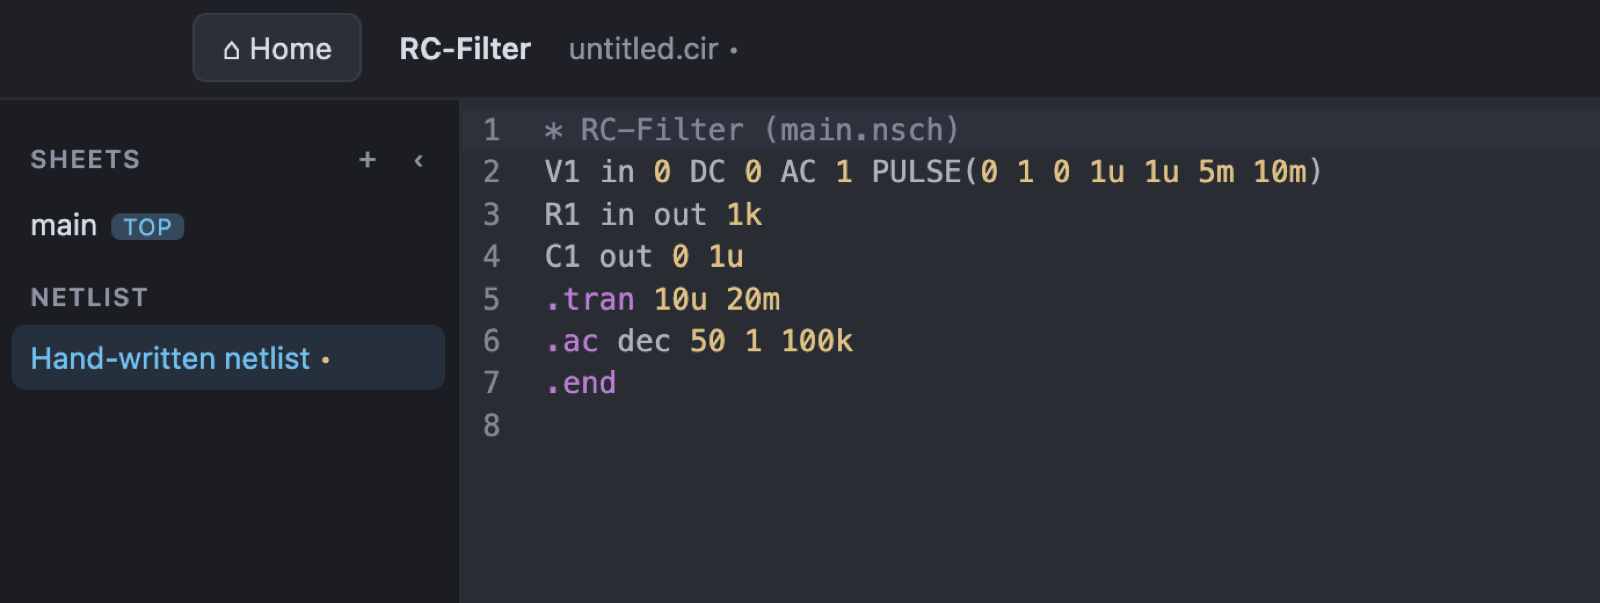 ⌂ Home RC-Filter untitled.cir •
SHEETS + ‹
main TOP
NETLIST
Hand-written netlist •
1 * RC-Filter (main.nsch)
2 V1 in 0 DC 0 AC 1 PULSE(0 1 0 1u 1u 5m 10m)
3 R1 in out 1k
4 C1 out 0 1u
5 .tran 10u 20m
6 .ac dec 50 1 100k
7 .end
8